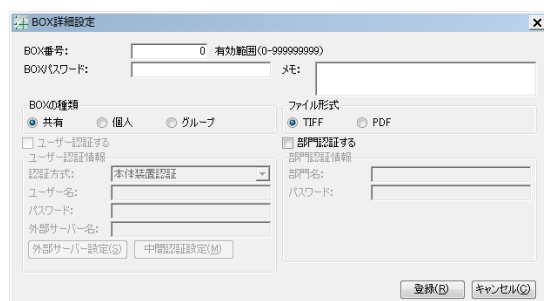 BOX詳細設定
BOX番号: 0 有効範囲(0-999999999)
BOXパスワード: メモ:
BOXの種類 ファイル形式
共有 個人 グループ TIFF PDF
ユーザー認証する 部門認証する
ユーザー認証情報 部門認証情報
認証方式: 本体装置認証 部門名:
ユーザー名: パスワード:
パスワード:
外部サーバー名:
外部サーバー設定(S) 中間認証設定(M)
登録(R) キャンセル(C)